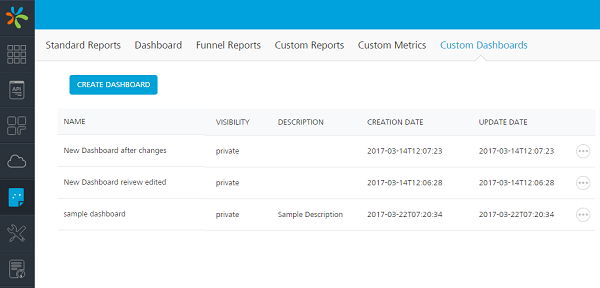 Standard Reports Dashboard Funnel Reports Custom Reports Custom Metrics Custom Dashboards
API
CREATE DASHBOARD
NAME VISIBILITY DESCRIPTION CREATION DATE UPDATE DATE
New Dashboard after changes private 2017-03-14T12:07:23 2017-03-14T12:07:23
New Dashboard reivew edited private 2017-03-14T12:06:28 2017-03-14T12:06:28
sample dashboard private Sample Description 2017-03-22T07:20:34 2017-03-22T07:20:34